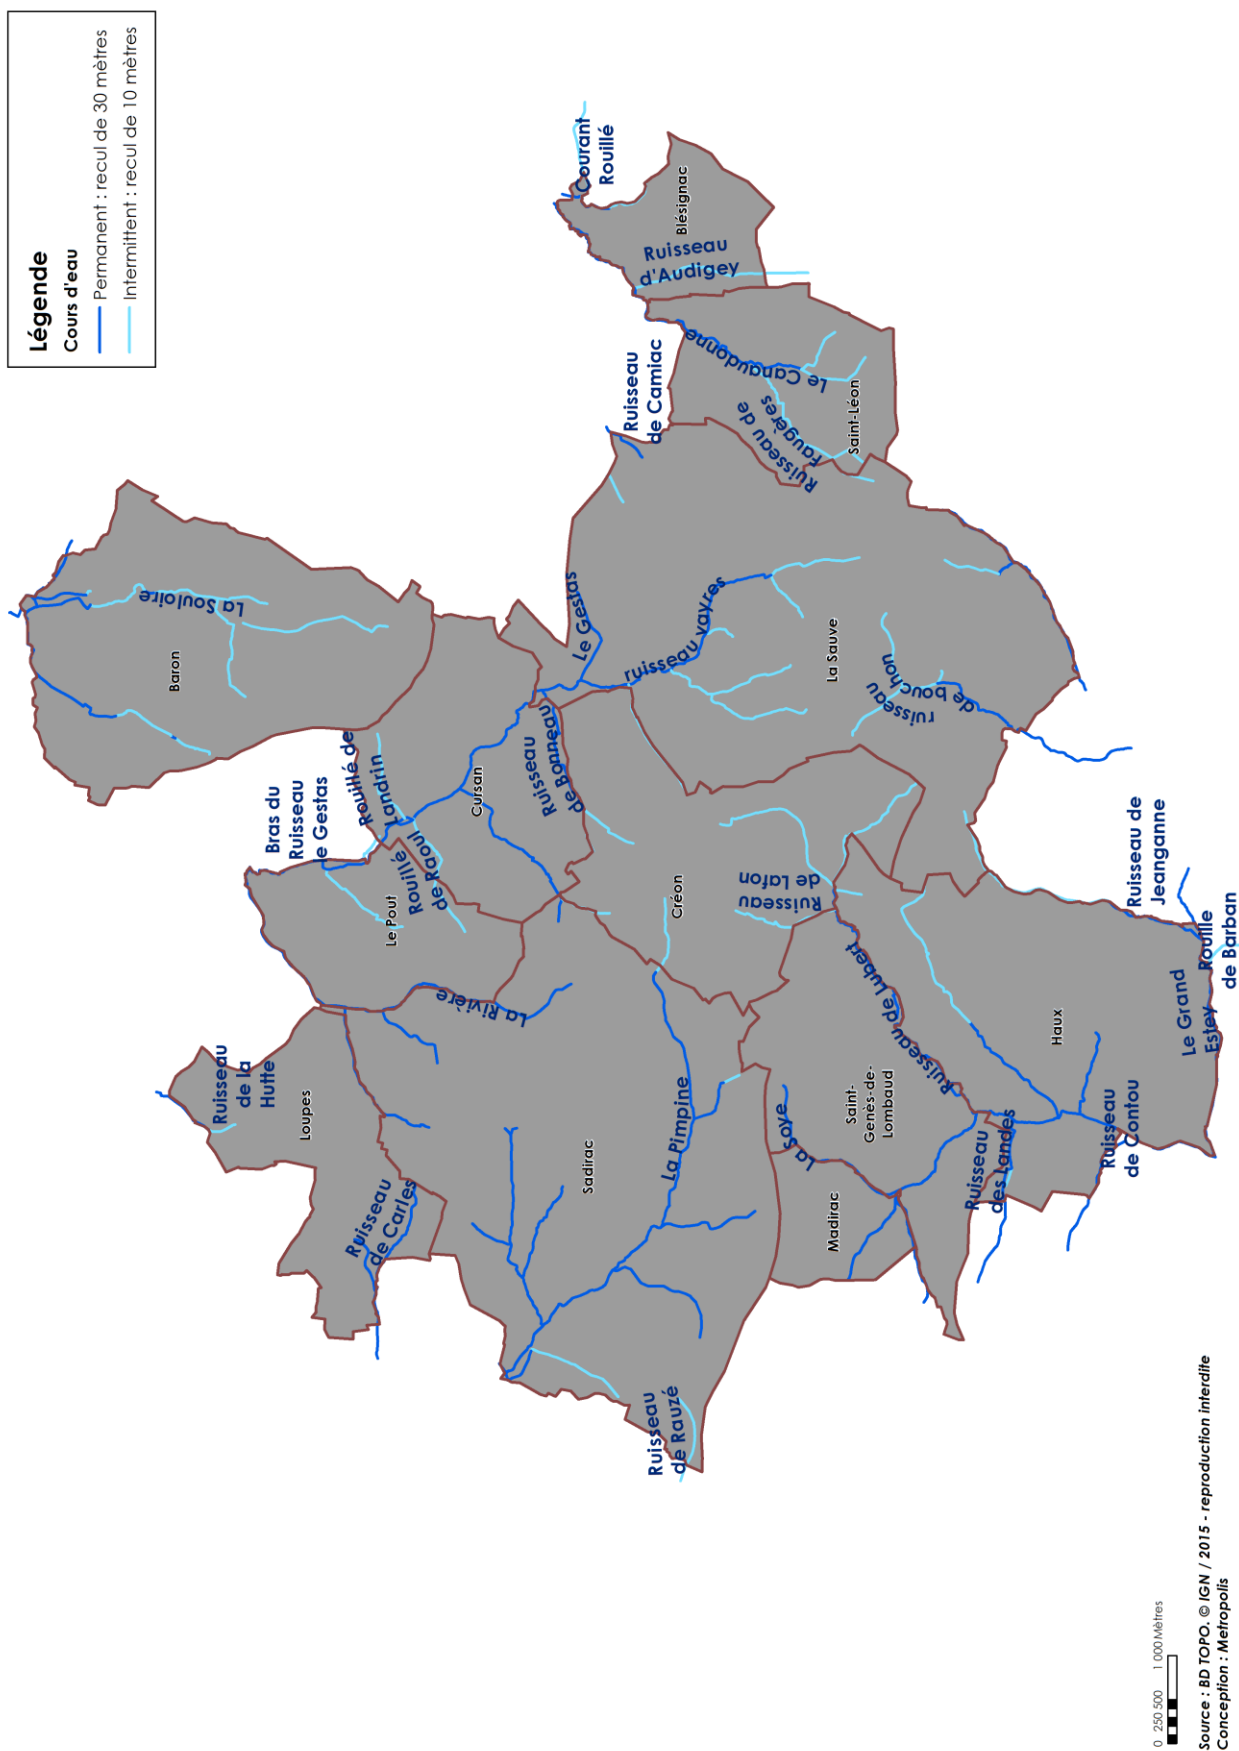 Légende
Cours d'eau
Permanent : recul de 30 mètres
Intermittent : recul de 10 mètres
Courant
Rouillé
Blésignac
Ruisseau
d'Audigey
Ruisseau
de Camiac
Le Canaudonne
Ruisseau de
Faugères
Saint-Léon
La Souloire
Baron
Le Gestas
ruisseau vayres
La Sauve
ruisseau
de bouchon
Bras du
Ruisseau
le Gestas
Rouillé de
Landrin
Cursan
Ruisseau
de Bonneau
Rouillé
de Raoul
Le Pout
Créon
Ruisseau
de Lafon
Ruisseau de
Jeanganne
Rouille
de Barban
Le Grand
Estey
La Rivière
Ruisseau de Lubert
Haux
Ruisseau
de la
Hutte
Loupes
Sadirac
La Pimpine
La Soye
Saint-
Genès-de-
Lombaud
Ruisseau
des Landes
Ruisseau
de Contou
Ruisseau
de Carles
Madirac
Ruisseau
de Rauzé
0 250 500 1 000 Mètres
Source : BD TOPO. © IGN / 2015 - reproduction interdite
Conception : Metropolis